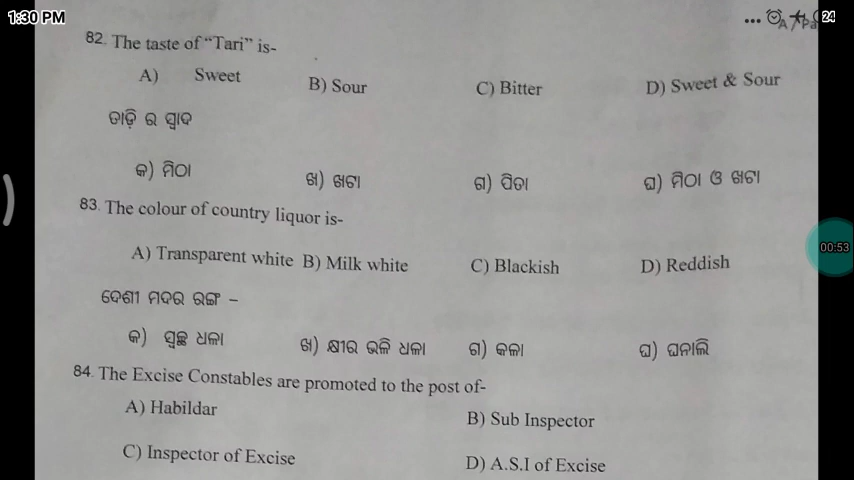 1:30 PM
24
82. The taste of “Tari” is-
A) Sweet B) Sour C) Bitter D) Sweet & Sour
ତାଡ଼ି ର ସ୍ୱାଦ
କ) ମିଠା ଖ) ଖଟା ଗ) ପିତା ଘ) ମିଠା ଓ ଖଟା
83. The colour of country liquor is-
A) Transparent white B) Milk white C) Blackish D) Reddish
00:53
ଦେଶୀ ମଦର ରଙ୍ଗ –
କ) ସ୍ୱଚ୍ଛ ଧଳା ଖ) କ୍ଷୀର ଭଳି ଧଳା ଗ) କଳା ଘ) ଘନାଲି
84. The Excise Constables are promoted to the post of-
A) Habildar B) Sub Inspector
C) Inspector of Excise D) A.S.I of Excise